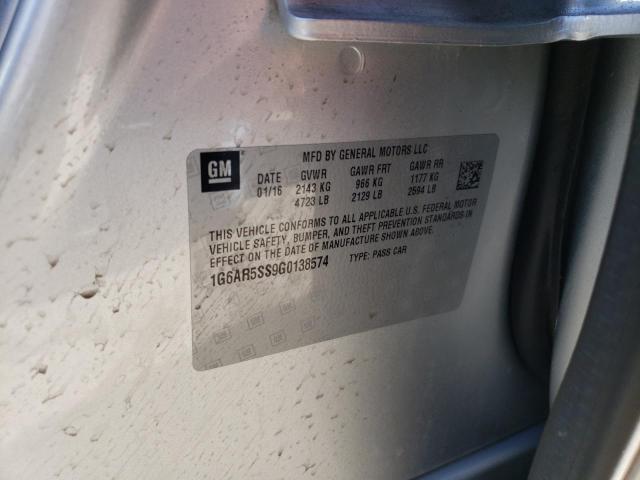 GM
MFD BY GENERAL MOTORS LLC
DATE GVWR GAWR FRT GAWR RR
01/16 2143 KG 966 KG 1177 KG
4723 LB 2129 LB 2594 LB
THIS VEHICLE CONFORMS TO ALL APPLICABLE U.S. FEDERAL MOTOR
VEHICLE SAFETY, BUMPER, AND THEFT PREVENTION STANDARDS IN
EFFECT ON THE DATE OF MANUFACTURE SHOWN ABOVE.
1G6AR5SS9G0138574 TYPE: PASS CAR